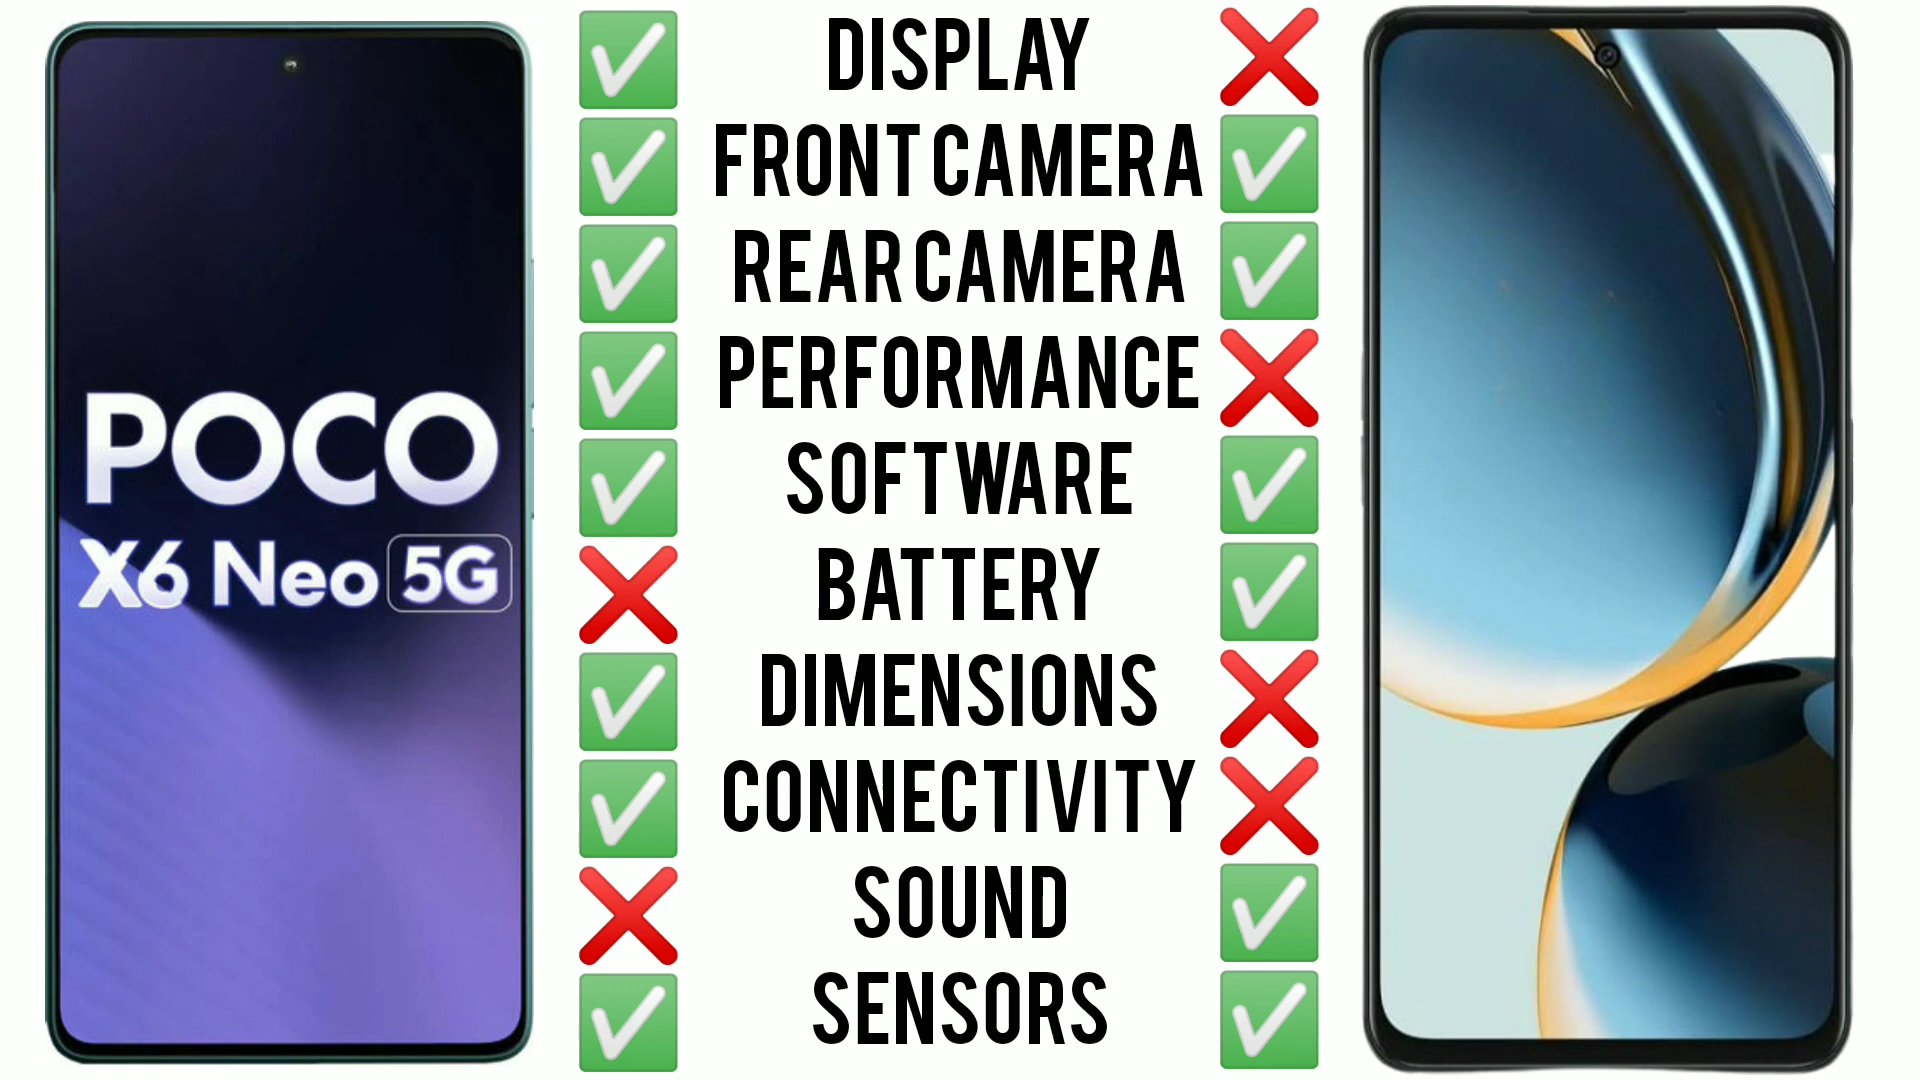 DISPLAY
FRONT CAMERA
REAR CAMERA
PERFORMANCE
SOFTWARE
BATTERY
DIMENSIONS
CONNECTIVITY
SOUND
SENSORS
POCO
X6 Neo 5G